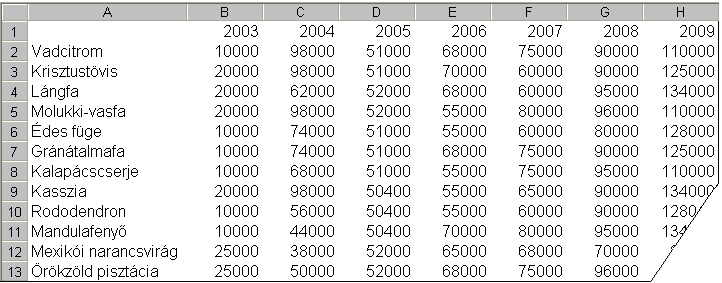 A B C D E F G H
1 2003 2004 2005 2006 2007 2008 2009
2 Vadcitrom 10000 98000 51000 68000 75000 90000 110000
3 Krisztustövis 20000 98000 51000 70000 60000 90000 125000
4 Lángfa 20000 62000 52000 68000 60000 95000 134000
5 Molukki-vasfa 20000 98000 52000 55000 80000 96000 110000
6 Édes füge 10000 74000 51000 55000 60000 80000 128000
7 Gránátalmafa 10000 74000 51000 68000 75000 90000 125000
8 Kalapácscserje 10000 68000 51000 55000 75000 95000 110000
9 Kasszia 20000 98000 50400 55000 65000 90000 134000
10 Rododendron 10000 56000 50400 55000 60000 90000 1280
11 Mandulafenyő 10000 44000 50400 70000 80000 95000 134
12 Mexikói narancsvirág 25000 38000 52000 65000 68000 70000
13 Örökzöld pisztácia 25000 50000 52000 68000 75000 96000